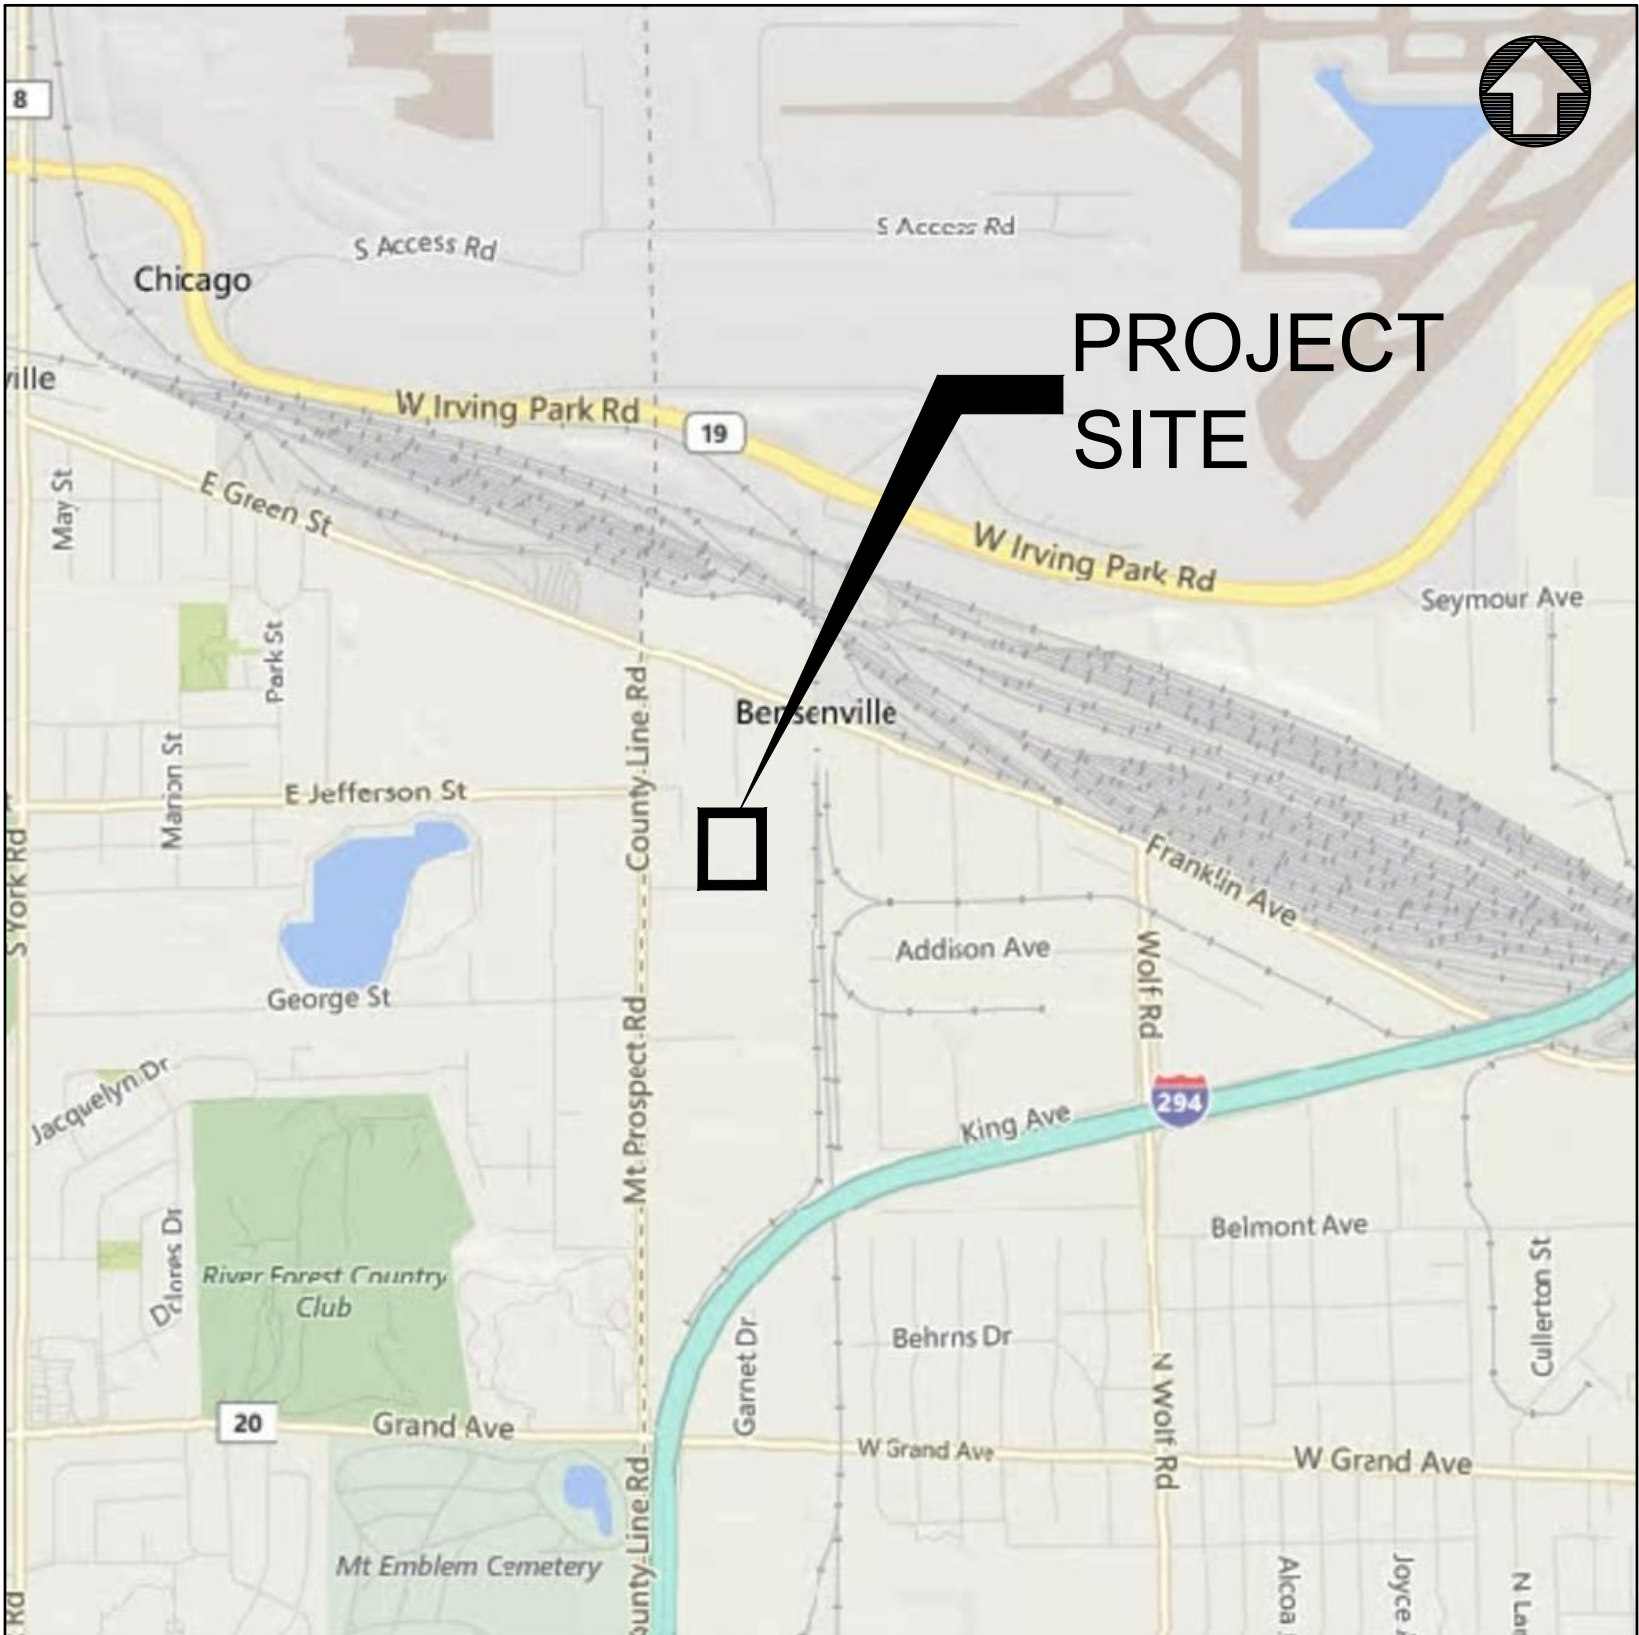 8
S Access Rd
S Access Rd
Chicago
PROJECT
SITE
ville
W Irving Park Rd
19
May St
E Green St
W Irving Park Rd
Seymour Ave
Park St
County Line Rd
Bensenville
Marion St
E Jefferson St
S York Rd
Franklin Ave
Addison Ave
Wolf Rd
George St
Mt Prospect Rd
Jacquelyn Dr
294
King Ave
Dolores Dr
Belmont Ave
River Forest Country
Club
Cullerton St
Behrns Dr
Garnet Dr
N Wolf Rd
20
Grand Ave
W Grand Ave
W Grand Ave
ounty Line Rd
Mt Emblem Cemetery
Alcoa
Joyce
N Lar
Rd